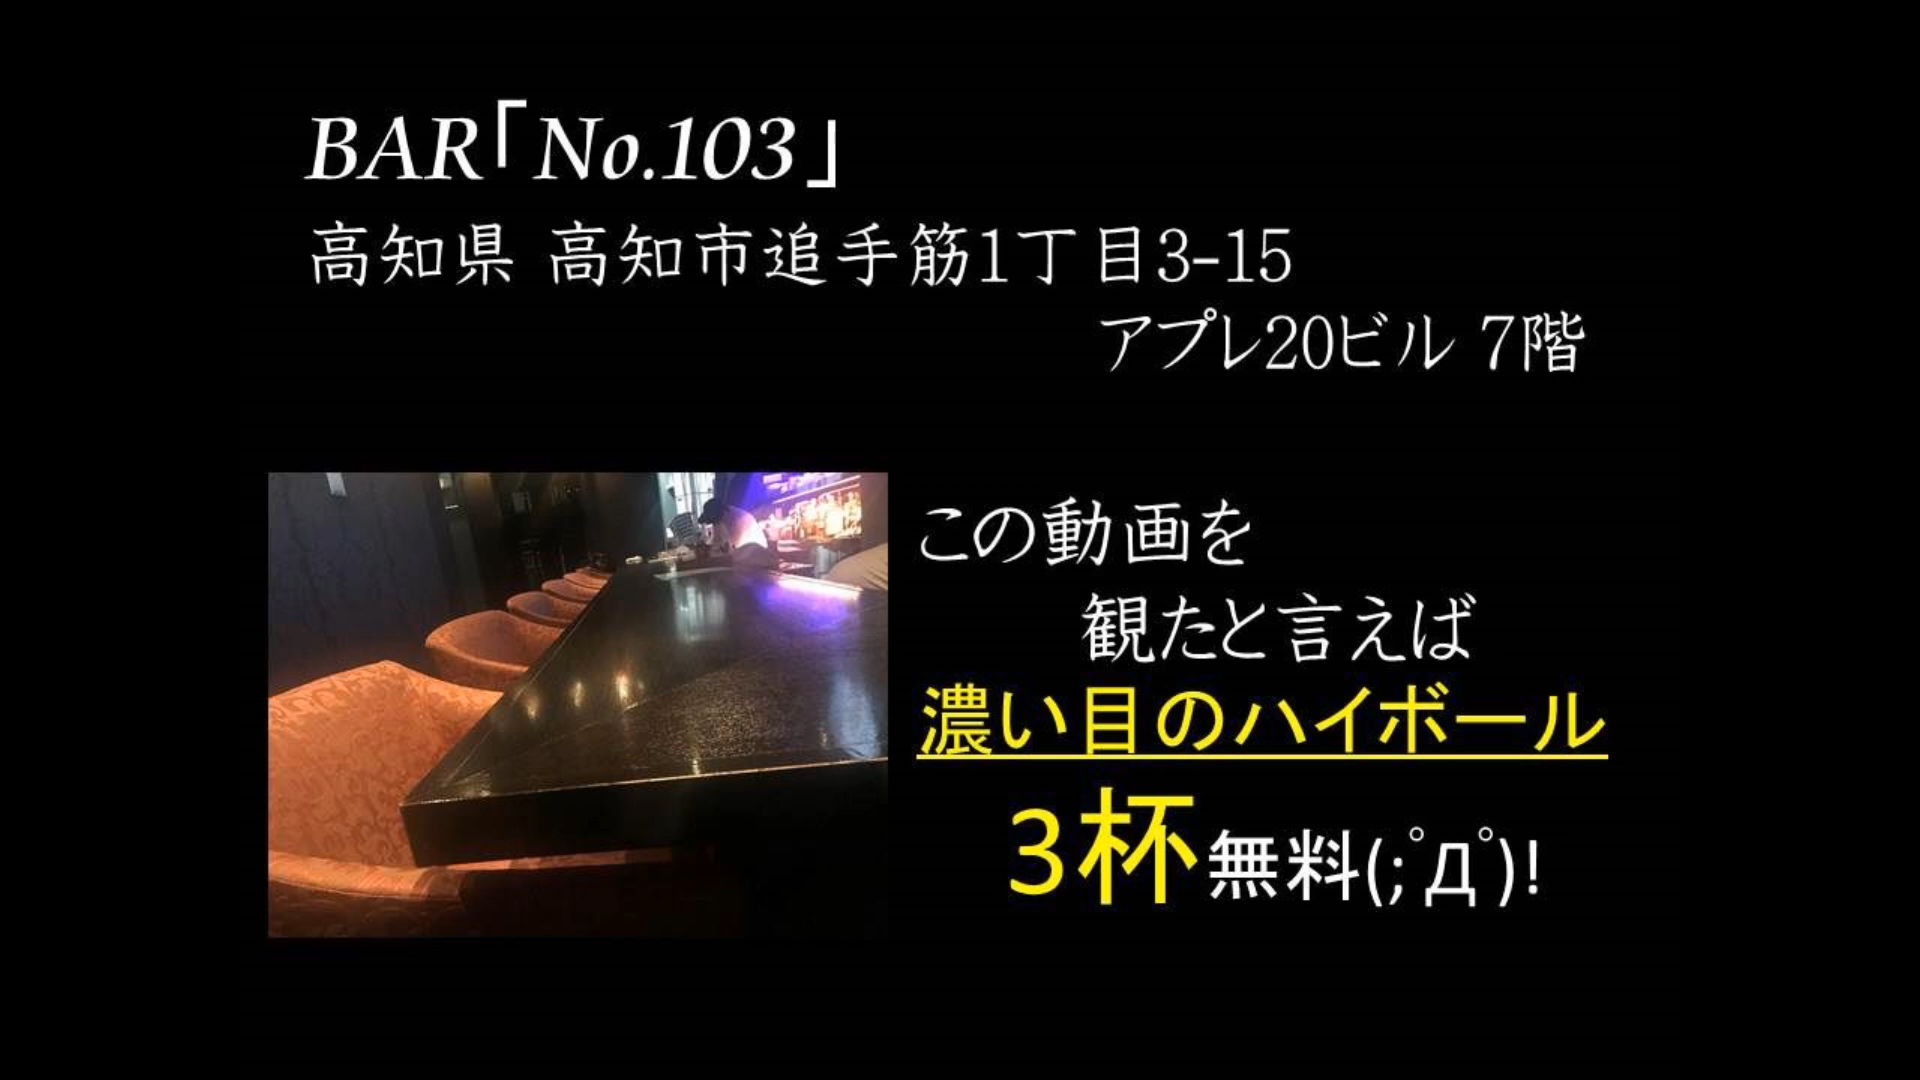 BAR「No.103」
高知県 高知市追手筋1丁目3-15
アプレ20ビル 7階
この動画を
観たと言えば
濃い目のハイボール
3杯無料(;ﾟДﾟ)!